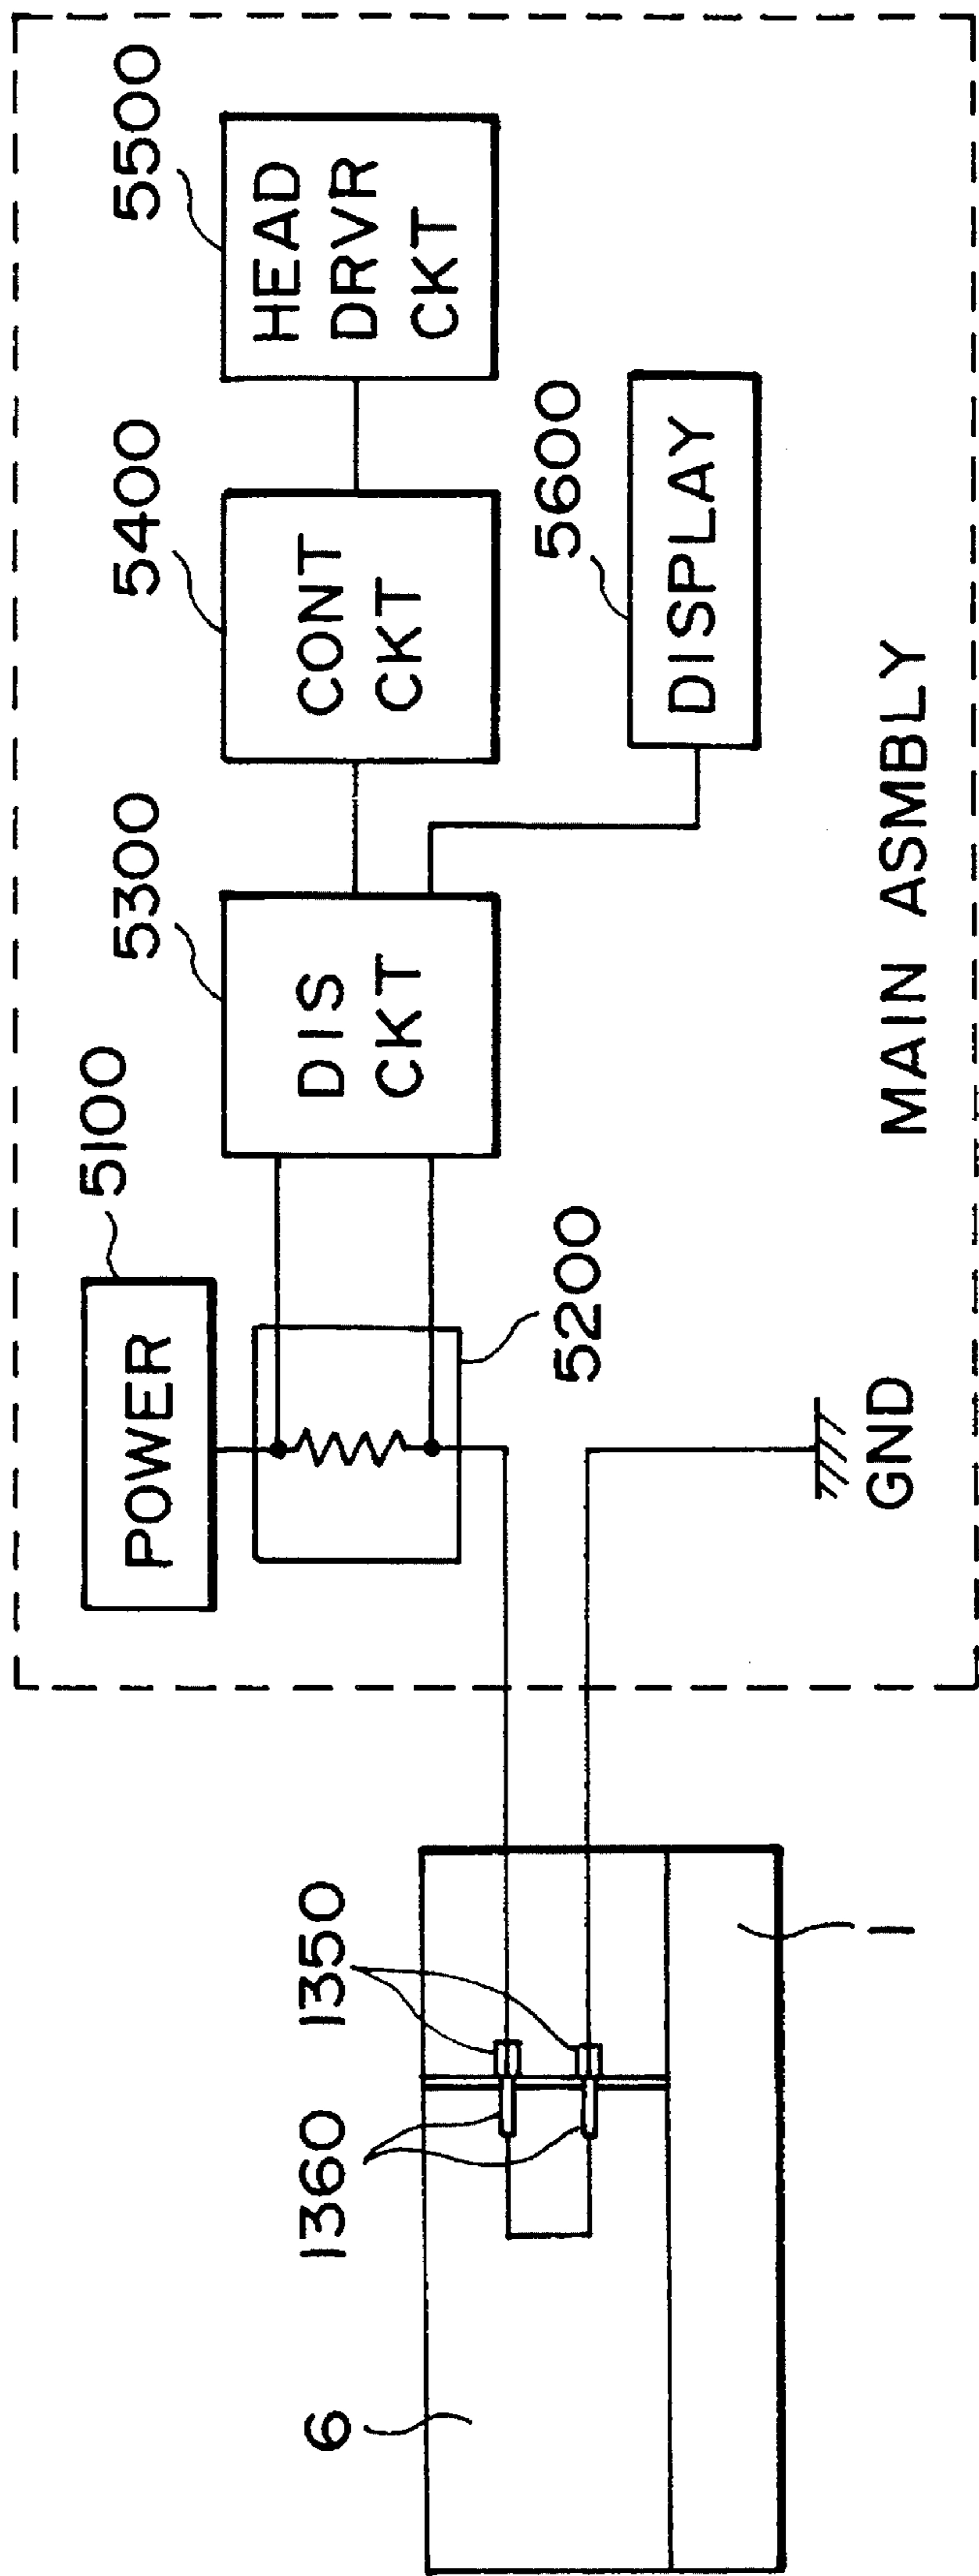 5100
POWER
5200
5300
DIS
CKT
5400
CONT
CKT
5500
HEAD
DRVR
CKT
5600
DISPLAY
GND
MAIN ASMBLY
6
1360
1350
1